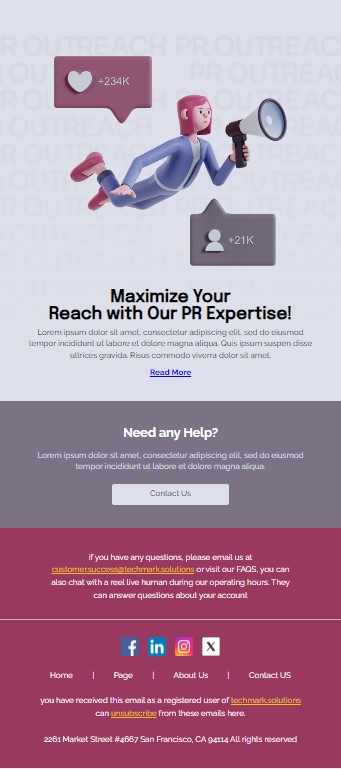 PR OUTREACH PR OUTREACH
+234K
+21K
Maximize Your
Reach with Our PR Expertise!
Lorem ipsum dolor sit amet, consectetur adipiscing elit, sed do eiusmod
tempor incididunt ut labore et dolore magna aliqua. Quis ipsum suspen disse
ultrices gravida. Risus commodo viverra dolor sit amet.
Read More
Need any Help?
Lorem ipsum dolor sit amet, consectetur adipiscing elit, sed do eiusmod
tempor incididunt ut labore et dolore magna aliqua.
Contact Us
if you have any questions, please email us at
customer.success@techmark.solutions or visit our FAQS, you can
also chat with a reel live human during our operating hours. They
can answer questions about your account
f in X
Home | Page | About Us | Contact US
you have received this email as a registered user of techmark.solutions
can unsubscribe from these emails here.
2261 Market Street #4667 San Francisco, CA 94114 All rights reserved